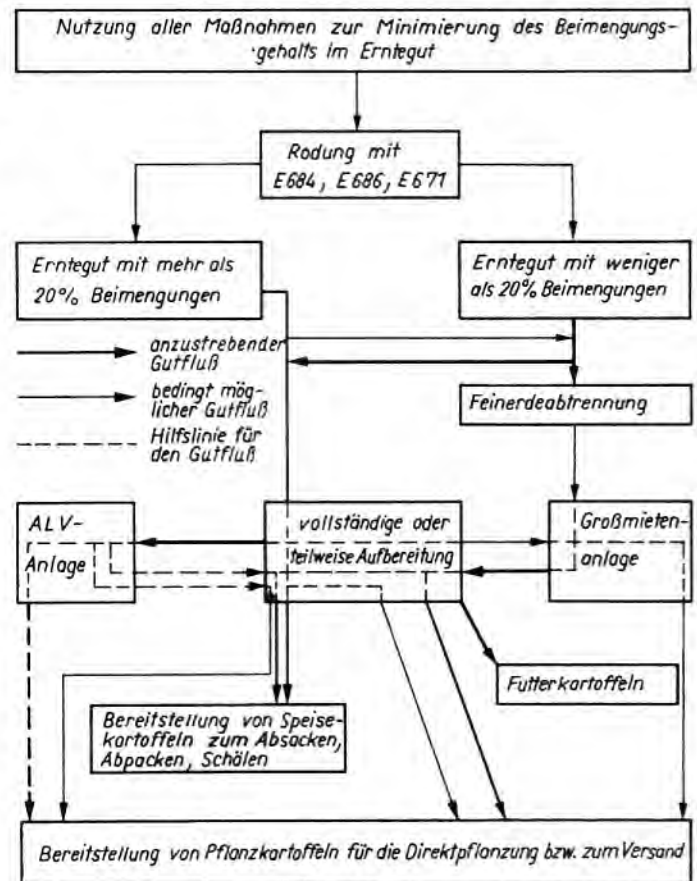 Nutzung aller Maßnahmen zur Minimierung des Beimengungs-
gehalts im Erntegut
Rodung mit
E684, E686, E671
Erntegut mit mehr als
20% Beimengungen
Erntegut mit weniger
als 20% Beimengungen
anzustrebender
Gutfluß
bedingt mög-
licher Gutfluß
Hilfslinie für
den Gutfluß
Feinerdeabtrennung
ALV-
Anlage
vollständige oder
teilweise Aufbereitung
Großmieten-
anlage
Futterkartoffeln
Bereitstellung von Speise-
kartoffeln zum Absacken,
Abpacken, Schälen
Bereitstellung von Pflanzkartoffeln für die Direktpflanzung bzw. zum Versand